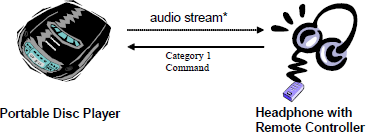 audio stream*
Category 1
Command
Portable Disc Player
Headphone with
Remote Controller